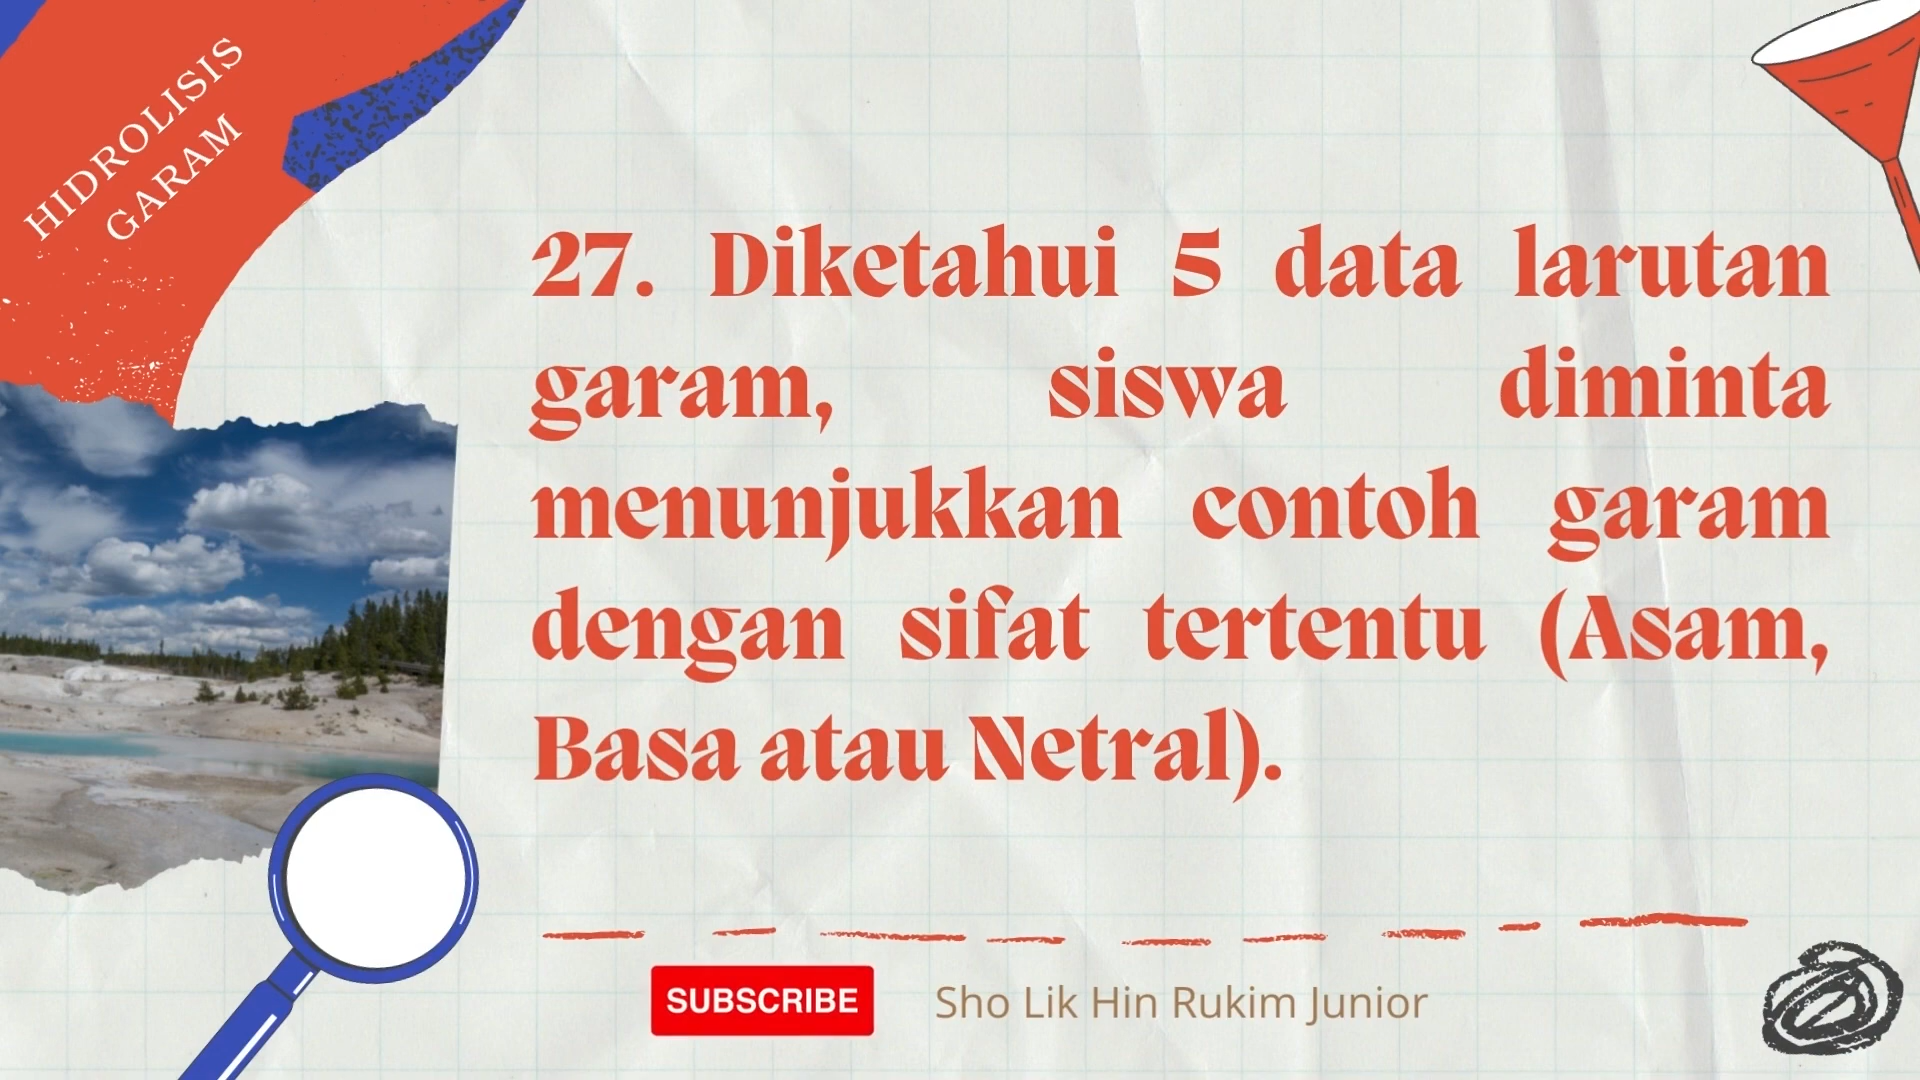 HIDROLISIS
GARAM
27. Diketahui 5 data larutan
garam, siswa diminta
menunjukkan contoh garam
dengan sifat tertentu (Asam,
Basa atau Netral).
SUBSCRIBE
Sho Lik Hin Rukim Junior